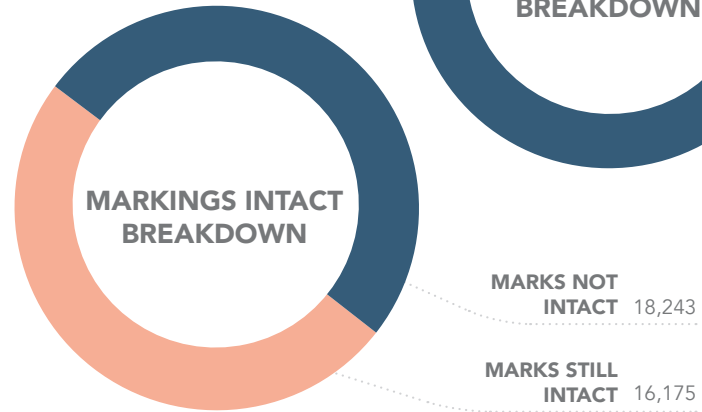 BREAKDOWN
MARKINGS INTACT
BREAKDOWN
MARKS NOT
INTACT 18,243
MARKS STILL
INTACT 16,175